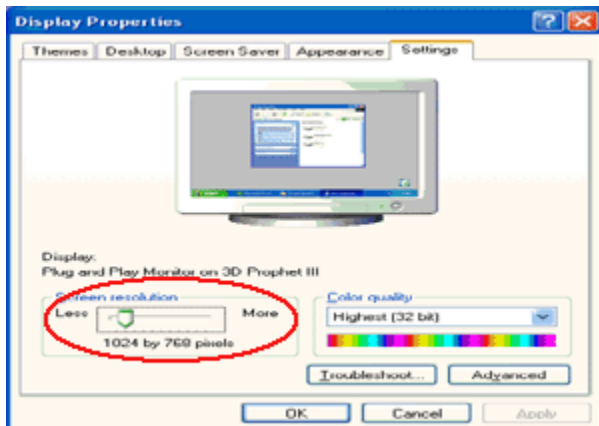 Display Properties
Themes Desktop Screen Saver Appearance Settings
Display:
Plug and Play Monitor on 3D Prophet III
Screen resolution
Less More
1024 by 768 pixels
Color quality
Highest (32 bit)
Troubleshoot... Advanced
OK Cancel Apply